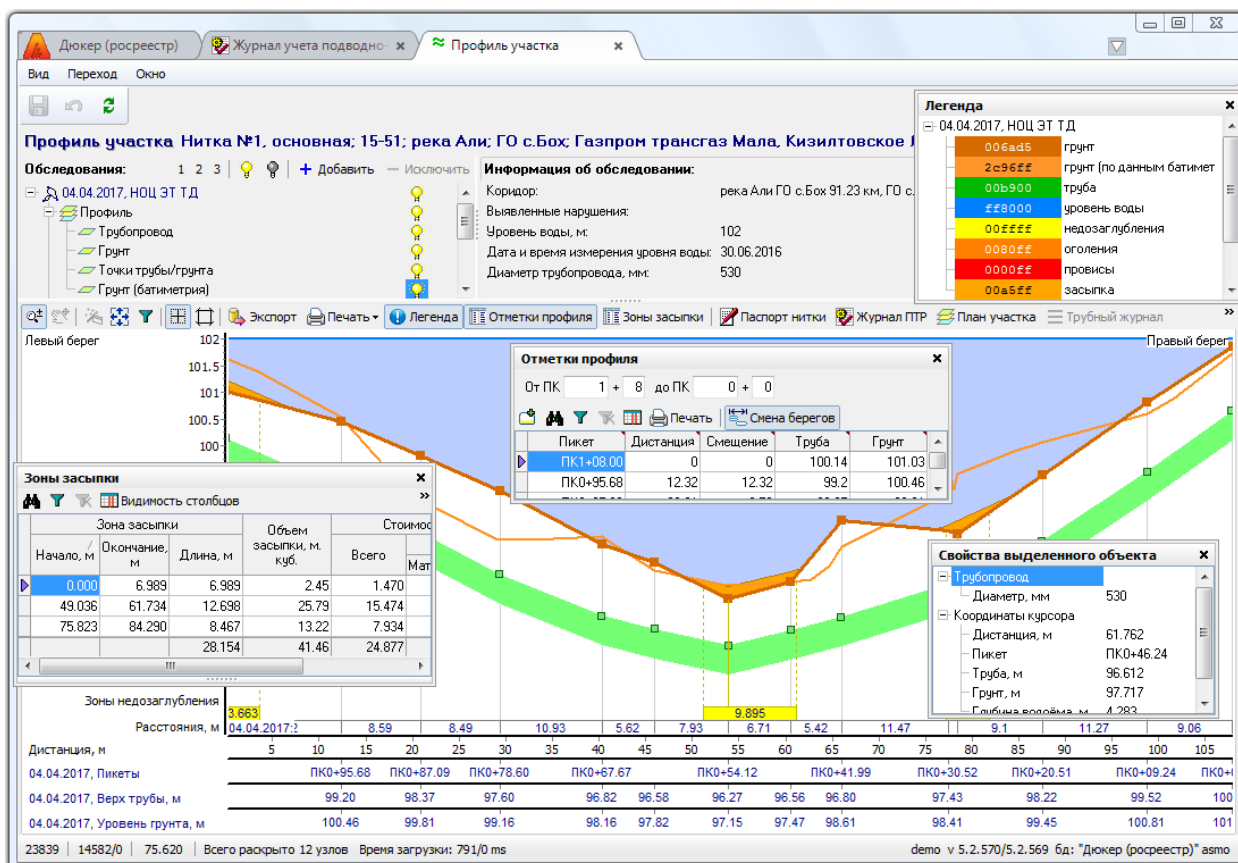 Дюкер (росреестр)
Журнал учета подводно-
Профиль участка
Вид Переход Окно
Профиль участка Нитка №1, основная; 15-51; река Али; ГО с.Бох; Газпром трансгаз Мала, Кизилтовское
Обследования: 1 2 3 Добавить Исключить
04.04.2017, НОЦ ЭТ ТД
Профиль
Трубопровод
Грунт
Точки трубы/грунта
Грунт (батиметрия)
Информация об обследовании:
Коридор: река Али ГО с.Бох 91.23 км, ГО с.
Выявленные нарушения:
Уровень воды, м: 102
Дата и время измерения уровня воды: 30.06.2016
Диаметр трубопровода, мм: 530
Легенда
04.04.2017, НОЦ ЭТ ТД
006ad5 грунт
2c96ff грунт (по данным батимет
00b900 труба
ff8000 уровень воды
00ffff недозаглубления
0080ff оголения
0000ff провисы
00a5ff засыпка
Экспорт Печать Легенда Отметки профиля Зоны засыпки Паспорт нитки Журнал ПТР План участка Трубный журнал
Левый берег
Правый берег
102
101.5
101
100.5
100
Отметки профиля
От ПК 1 + 8 до ПК 0 + 0
Печать Смена берегов
Пикет Дистанция Смещение Труба Грунт
ПК1+08.00 0 0 100.14 101.03
ПК0+95.68 12.32 12.32 99.2 100.46
Зоны засыпки
Видимость столбцов
Зона засыпки Объем засыпки, м. куб. Стоимос
Начало, м Окончание, м Длина, м Всего Мат
0.000 6.989 6.989 2.45 1.470
49.036 61.734 12.698 25.79 15.474
75.823 84.290 8.467 13.22 7.934
28.154 41.46 24.877
Свойства выделенного объекта
Трубопровод
Диаметр, мм 530
Координаты курсора
Дистанция, м 61.762
Пикет ПК0+46.24
Труба, м 96.612
Грунт, м 97.717
Глубина водоёма, м 4.283
Зоны недозаглубления 3.663 9.895
Расстояния, м 04.04.2017:2 8.59 8.49 10.93 5.62 7.93 6.71 5.42 11.47 9.1 11.27 9.06
Дистанция, м 5 10 15 20 25 30 35 40 45 50 55 60 65 70 75 80 85 90 95 100 105
04.04.2017, Пикеты ПК0+95.68 ПК0+87.09 ПК0+78.60 ПК0+67.67 ПК0+54.12 ПК0+41.99 ПК0+30.52 ПК0+20.51 ПК0+09.24 ПК0+
04.04.2017, Верх трубы, м 99.20 98.37 97.60 96.82 96.58 96.27 96.56 96.80 97.43 98.22 99.52 100
04.04.2017, Уровень грунта, м 100.46 99.81 99.16 98.16 97.82 97.15 97.47 98.61 98.41 99.45 100.81 101
23839 14582/0 75.620 Всего раскрыто 12 узлов Время загрузки: 791/0 ms demo v 5.2.570/5.2.569 бд: "Дюкер (росреестр)" asmo